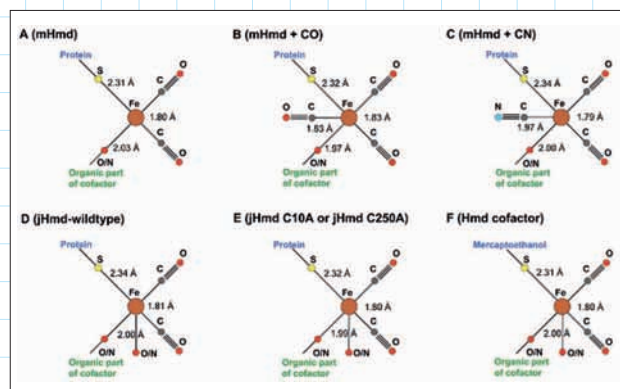 A (mHmd)
Protein
S
2.31 Å
C
O
Fe
1.80 Å
2.03 Å
C
O/N
O
Organic part
of cofactor
B (mHmd + CO)
Protein
S
2.32 Å
C
O
O
C
Fe
1.83 Å
1.83 Å
1.97 Å
C
O/N
O
Organic part
of cofactor
C (mHmd + CN)
Protein
S
2.34 Å
C
O
N
C
Fe
1.79 Å
1.97 Å
2.00 Å
C
O/N
O
Organic part
of cofactor
D (jHmd-wildtype)
Protein
S
2.34 Å
C
O
Fe
1.81 Å
2.00 Å
C
O/N
O/N
O
Organic part
of cofactor
E (jHmd C10A or jHmd C250A)
Protein
S
2.32 Å
C
O
Fe
1.80 Å
1.99 Å
C
O/N
O/N
O
Organic part
of cofactor
F (Hmd cofactor)
Mercaptoethanol
S
2.31 Å
C
O
Fe
1.80 Å
2.00 Å
C
O/N
O/N
O
Organic part
of cofactor